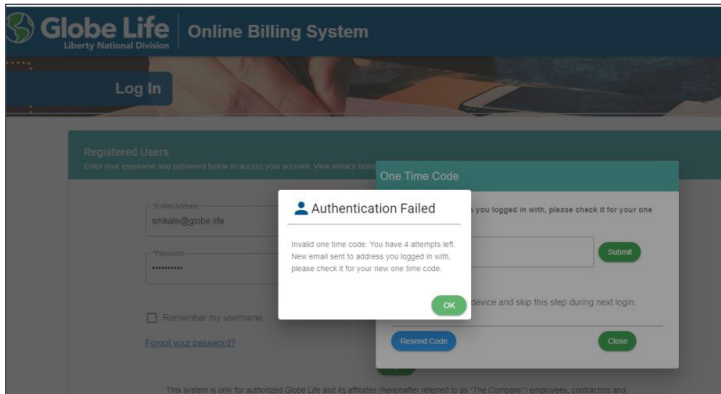 Globe Life
Liberty National Division
Online Billing System
Log In
Registered Users
Enter your username and password below to access your account. View invoice
One Time Code
*E-Mail Address
smkale@globe life
*Password
Remember my username
Forgot your password?
Authentication Failed
Invalid one time code. You have 4 attempts left.
New email sent to address you logged in with,
please check it for your new one time code.
OK
you logged in with, please check it for your one
Submit
device and skip this step during next login.
Resend Code
Close
This system is only for authorized Globe Life and its affiliates (hereinafter referred to as "The Company") employees, contractors and